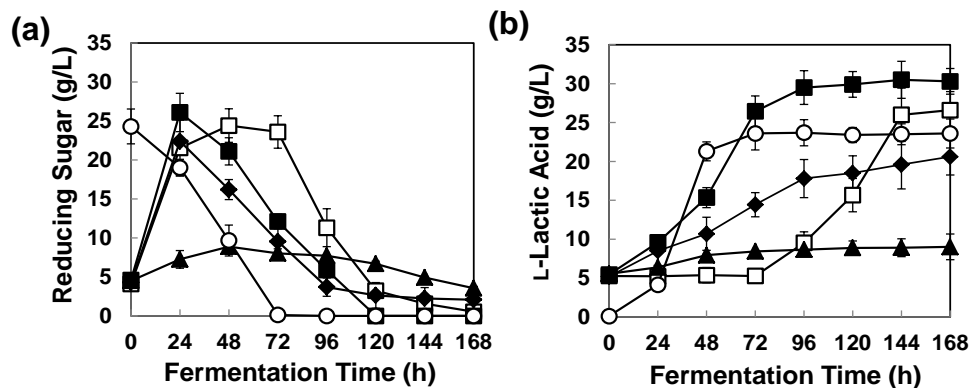 (a)
Reducing Sugar (g/L)
35
30
25
20
15
10
5
0
0 24 48 72 96 120 144 168
Fermentation Time (h)
(b)
ʟ-Lactic Acid (g/L)
35
30
25
20
15
10
5
0
0 24 48 72 96 120 144 168
Fermentation Time (h)